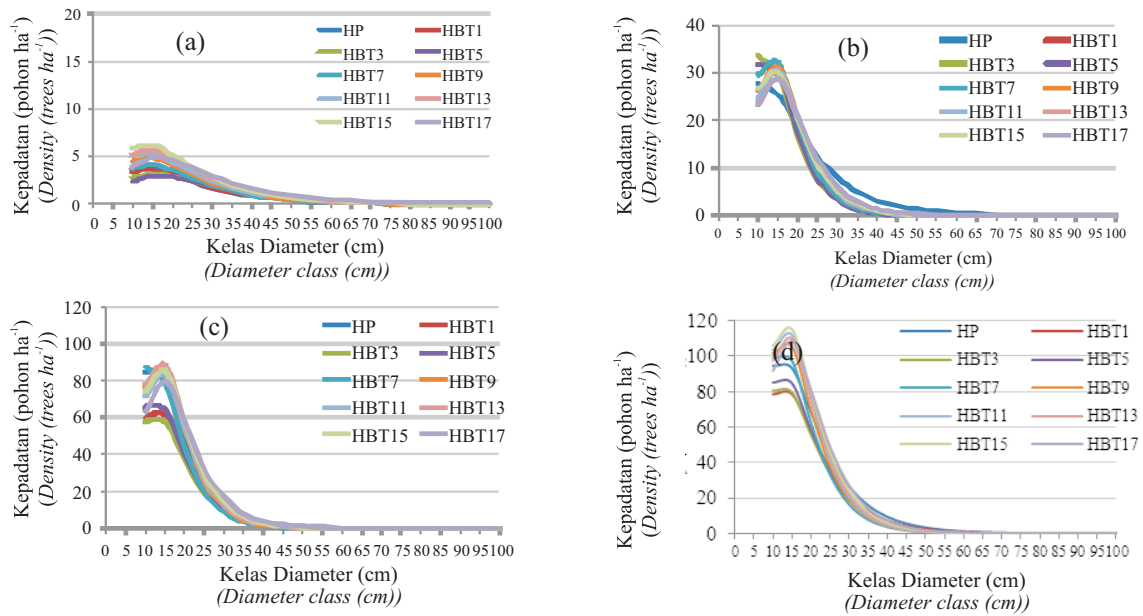 (a)
20
15
10
5
0
HP HBT1
HBT3 HBT5
HBT7 HBT9
HBT11 HBT13
HBT15 HBT17
0 5 10 15 20 25 30 35 40 45 50 55 60 65 70 75 80 85 90 95 100
Kepadatan (pohon ha⁻¹)
(Density (trees ha⁻¹))
Kelas Diameter (cm)
(Diameter class (cm))
(b)
40
30
20
10
0
HP HBT1
HBT3 HBT5
HBT7 HBT9
HBT11 HBT13
HBT15 HBT17
0 5 10 15 20 25 30 35 40 45 50 55 60 65 70 75 80 85 90 95 100
Kepadatan (pohon ha⁻¹)
(Density (trees ha⁻¹))
Kelas Diameter (cm)
(Diameter class (cm))
(c)
120
100
80
60
40
20
0
HP HBT1
HBT3 HBT5
HBT7 HBT9
HBT11 HBT13
HBT15 HBT17
0 5 10 15 20 25 30 35 40 45 50 55 60 65 70 75 80 85 90 95 100
Kepadatan (pohon ha⁻¹)
(Density (trees ha⁻¹))
Kelas Diameter (cm)
(Diameter class (cm))
(d)
120
100
80
60
40
20
0
HP HBT1
HBT3 HBT5
HBT7 HBT9
HBT11 HBT13
HBT15 HBT17
0 5 10 15 20 25 30 35 40 45 50 55 60 65 70 75 80 85 90 95 100
Kepadatan (pohon ha⁻¹)
(Density (trees ha⁻¹))
Kelas Diameter (cm)
(Diameter class (cm))